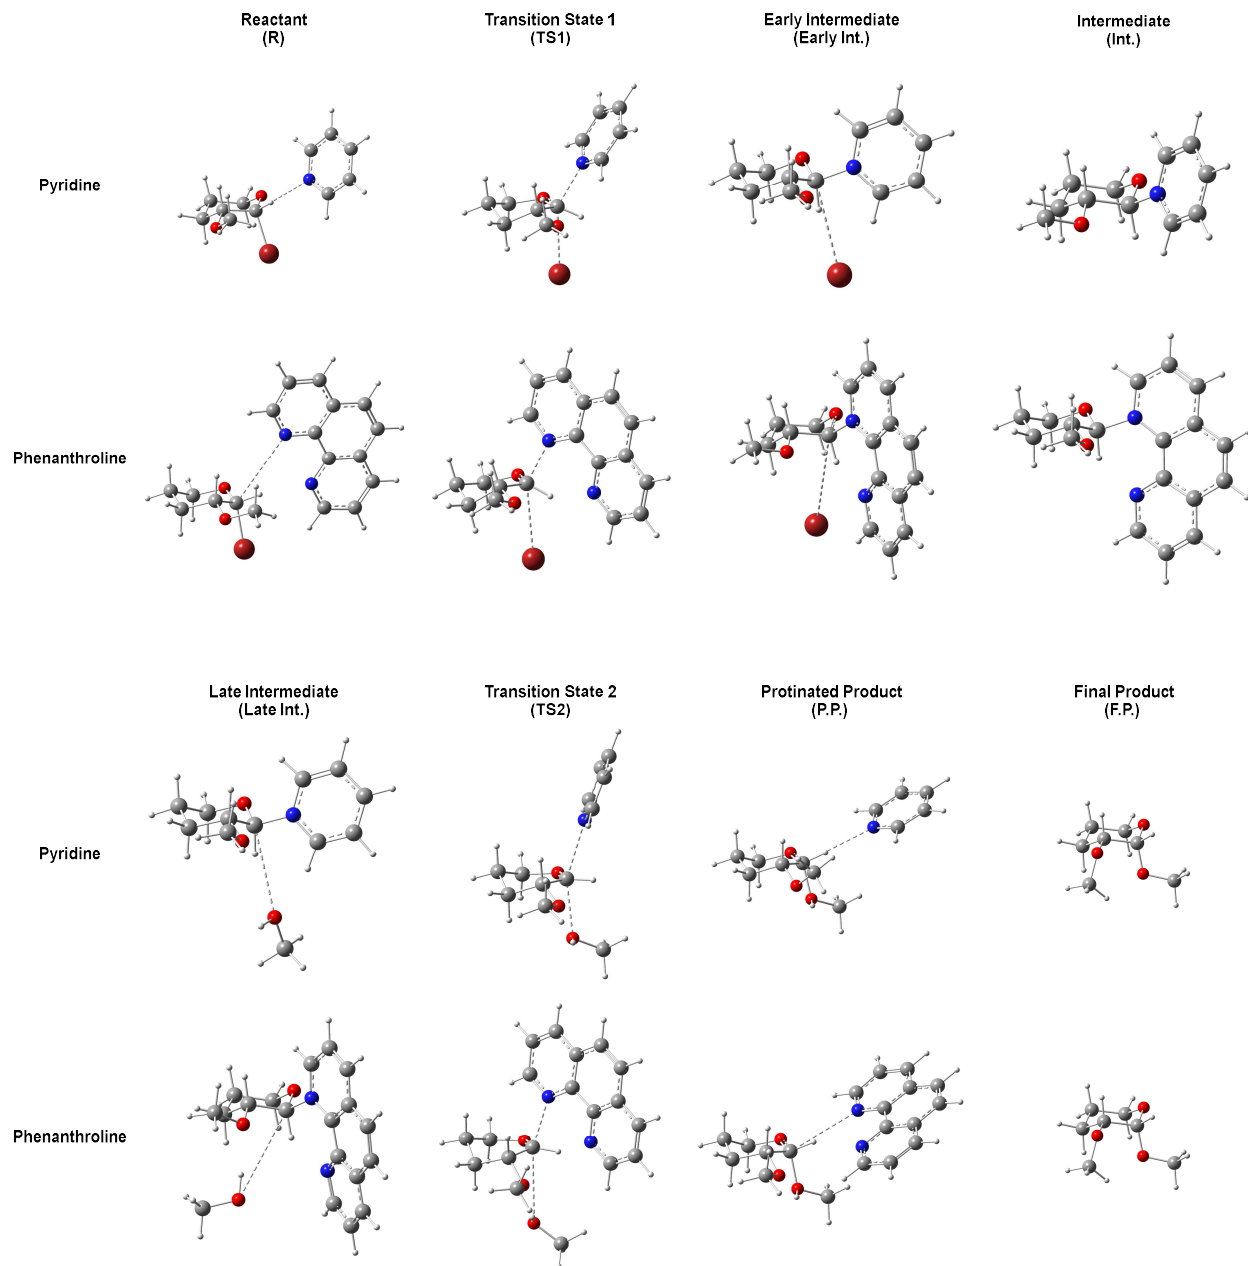 Reactant
(R)
Transition State 1
(TS1)
Early Intermediate
(Early Int.)
Intermediate
(Int.)
Pyridine
Phenanthroline
Late Intermediate
(Late Int.)
Transition State 2
(TS2)
Protinated Product
(P.P.)
Final Product
(F.P.)
Pyridine
Phenanthroline